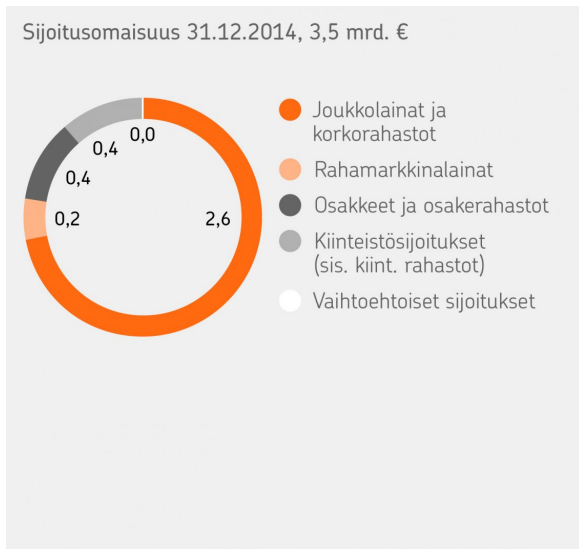 Sijoitusomaisuus 31.12.2014, 3,5 mrd. €
0,0
0,4
0,4
0,2
2,6
Joukkolainat ja
korkorahastot
Rahamarkkinalainat
Osakkeet ja osakerahastot
Kiinteistösijoitukset
(sis. kiint. rahastot)
Vaihtoehtoiset sijoitukset